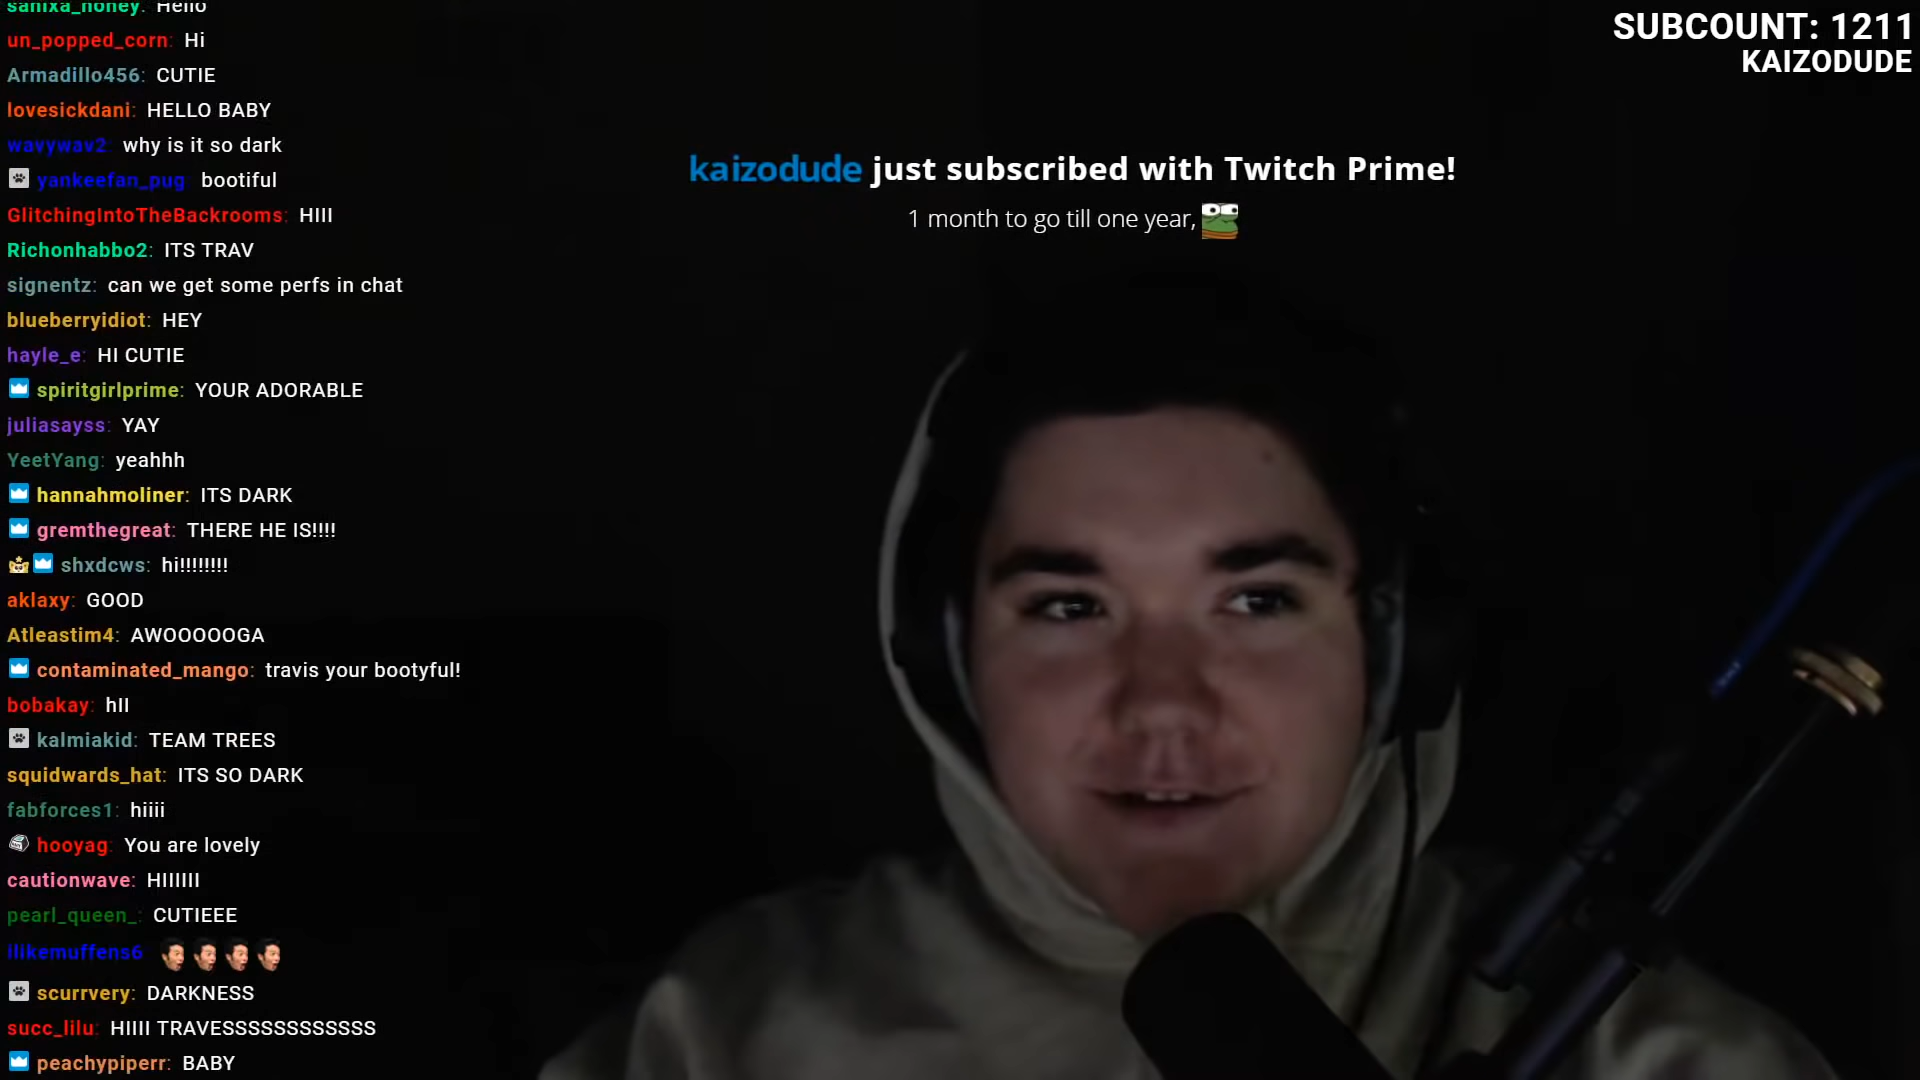 sanixa_honey: Hello
un_popped_corn: Hi
Armadillo456: CUTIE
lovesickdani: HELLO BABY
wavywav2: why is it so dark
yankeefan_pug: bootiful
GlitchingIntoTheBackrooms: HIII
Richonhabbo2: ITS TRAV
signentz: can we get some perfs in chat
blueberryidiot: HEY
hayle_e: HI CUTIE
spiritgirlprime: YOUR ADORABLE
juliasayss: YAY
YeetYang: yeahhh
hannahmoliner: ITS DARK
gremthegreat: THERE HE IS!!!!
shxdcws: hi!!!!!!!!
aklaxy: GOOD
Atleastim4: AWOOOOOGA
contaminated_mango: travis your bootyful!
bobakay: hII
kalmiakid: TEAM TREES
squidwards_hat: ITS SO DARK
fabforces1: hiiii
hooyag: You are lovely
cautionwave: HIIIIII
pearl_queen_: CUTIEEE
llikemuffens6
scurrvery: DARKNESS
succ_lilu: HIIII TRAVESSSSSSSSSSSS
peachypiperr: BABY
kaizodude just subscribed with Twitch Prime!
1 month to go till one year,
SUBCOUNT: 1211
KAIZODUDE